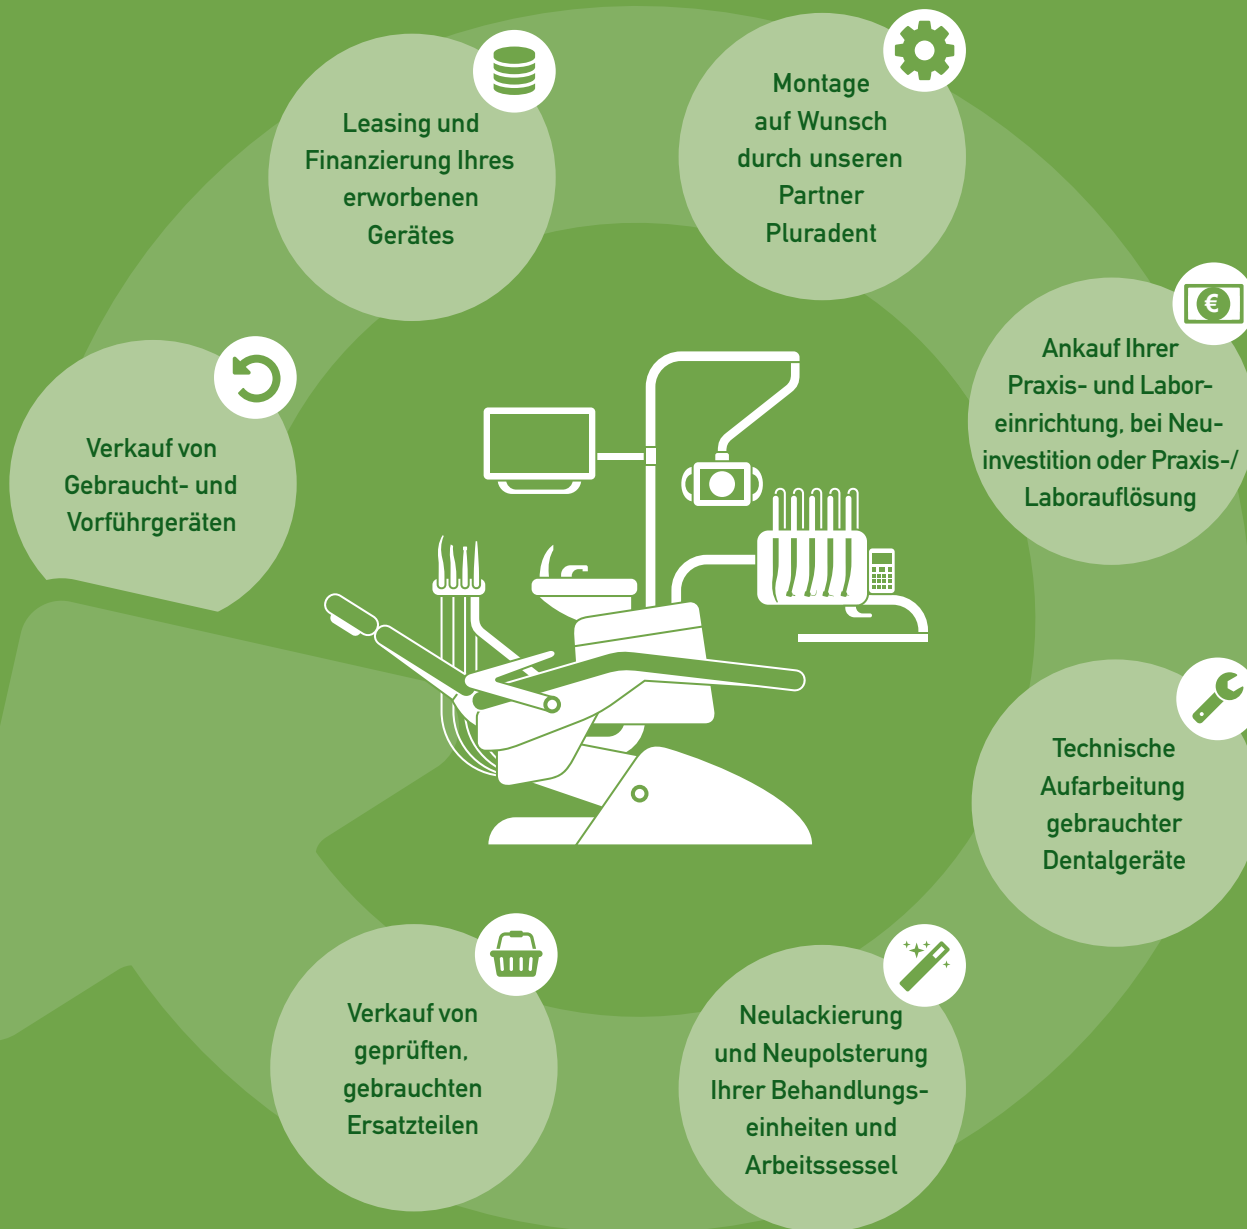 Leasing und
Finanzierung Ihres
erworbenen
Gerätes
Montage
auf Wunsch
durch unseren
Partner
Pluradent
Ankauf Ihrer
Praxis- und Labor-
einrichtung, bei Neu-
investition oder Praxis-/
Laborauflösung
Verkauf von
Gebraucht- und
Vorführgeräten
Technische
Aufarbeitung
gebrauchter
Dentalgeräte
Verkauf von
geprüften,
gebrauchten
Ersatzteilen
Neulackierung
und Neupolsterung
Ihrer Behandlungs-
einheiten und
Arbeitssessel
€